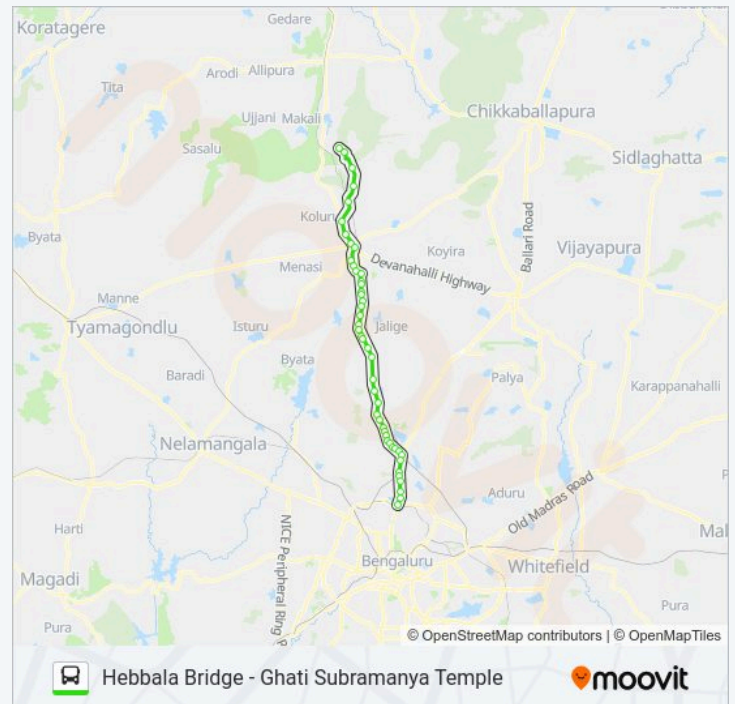 Koratagere
Gedare
Tita
Arodi
Allipura
Ujjani
Makali
Chikkaballapura
Sasalu
Sidlaghatta
Kolur
Byata
Koyira
Ballari Road
Vijayapura
Menasi
Devanahalli Highway
Manne
Tyamagondlu
Isturu
Jalige
Byata
Baradi
Palya
Karappanahalli
Nelamangala
Aduru
Old Madras Road
Harti
NICE Peripheral Ring R
Mal
Bengaluru
Whitefield
Magadi
Pura
Pura
© OpenStreetMap contributors | © OpenMapTiles
Hebbala Bridge - Ghati Subramanya Temple
moovit